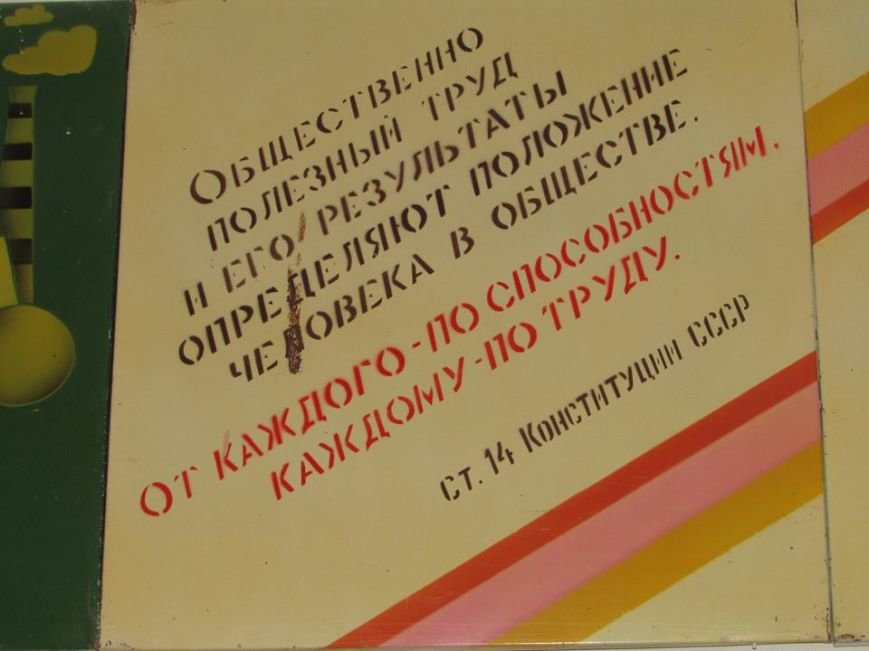 Общественно
полезный труд
и его результаты
определяют положение
человека в обществе.
От каждого - по способностям.
каждому - по труду.
ст. 14 Конституции СССР